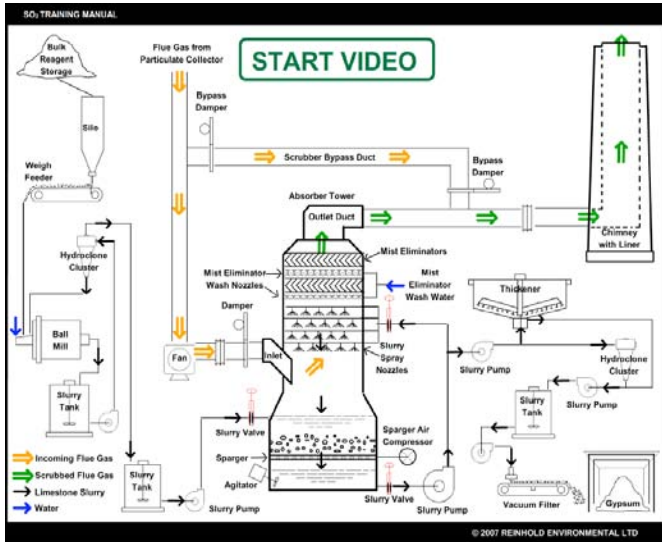 SO₂ TRAINING MANUAL
Bulk
Reagent
Storage
Flue Gas from
Particulate Collector
START VIDEO
Bypass
Damper
Silo
Scrubber Bypass Duct
Bypass
Damper
Weigh
Feeder
Absorber Tower
Outlet Duct
Chimney
with Liner
Hydroclone
Cluster
Mist Eliminators
Mist Eliminator
Wash Nozzles
Mist
Eliminator
Wash Water
Thickener
Damper
Ball
Mill
Fan
Inlet
Slurry
Spray
Nozzles
Slurry Pump
Hydroclone
Cluster
Slurry
Tank
Slurry
Tank
Slurry Pump
Slurry Valve
Sparger Air
Compressor
Incoming Flue Gas
Scrubbed Flue Gas
Limestone Slurry
Water
Sparger
Agitator
Slurry
Tank
Slurry Pump
Slurry Valve
Slurry Pump
Vacuum Filter
Gypsum
© 2007 REINHOLD ENVIRONMENTAL LTD